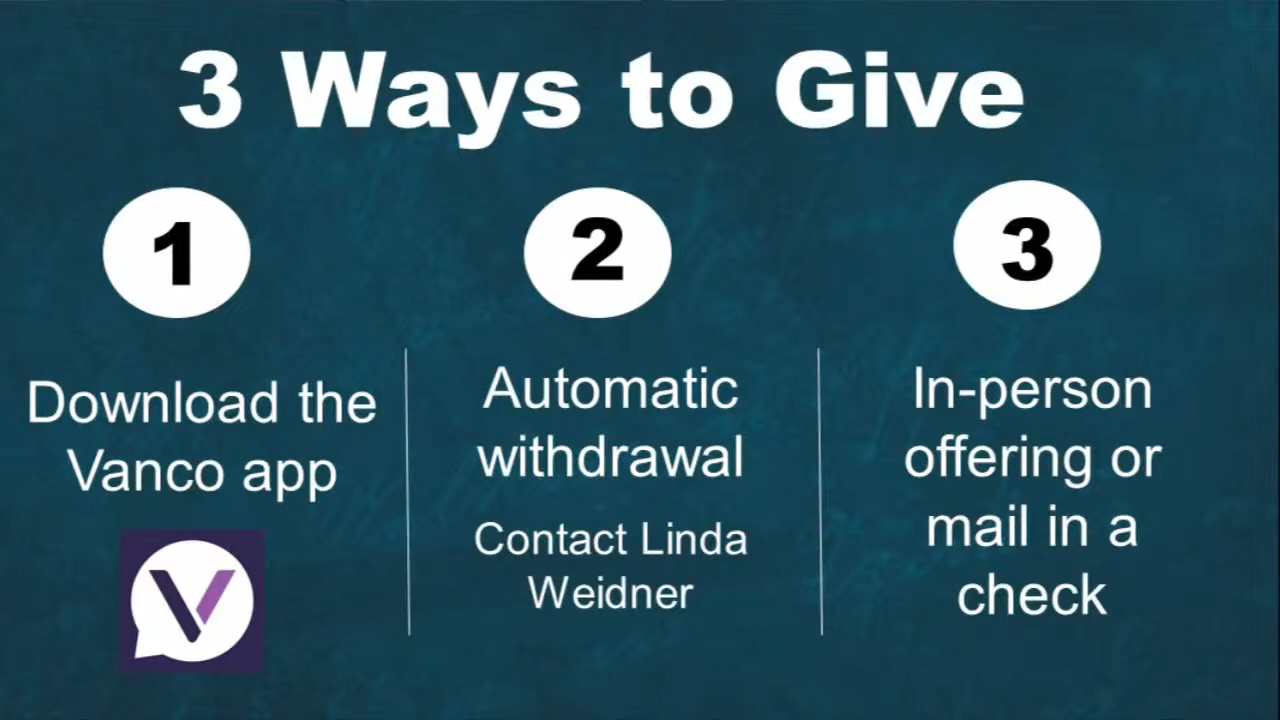 3 Ways to Give
1
Download the
Vanco app
V
2
Automatic
withdrawal
Contact Linda
Weidner
3
In-person
offering or
mail in a
check